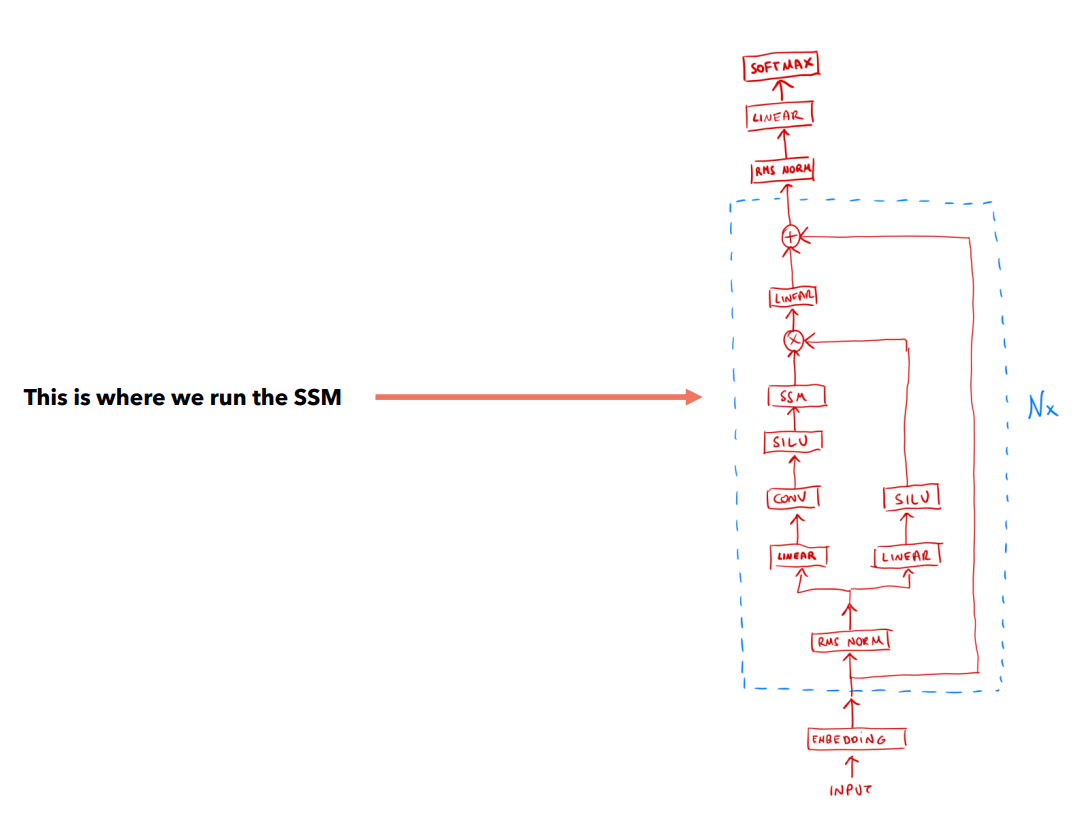 SOFTMAX
LINEAR
RMS NORM
+
LINEAR
×
This is where we run the SSM
SSM
SILU
Nx
CONV
SILU
LINEAR
LINEAR
RMS NORM
EMBEDDING
INPUT